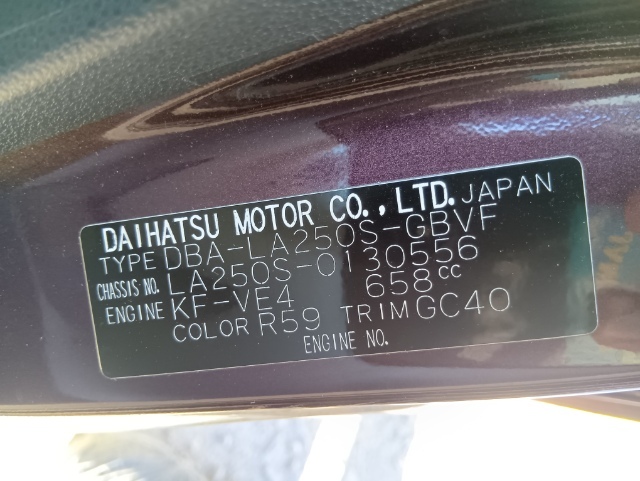 DAIHATSU MOTOR CO., LTD. JAPAN
TYPE DBA-LA250S-GBVF
CHASSIS NO. LA250S-0130556
ENGINE KF-VE4 658cc
COLOR R59 TRIM GC40
ENGINE NO.